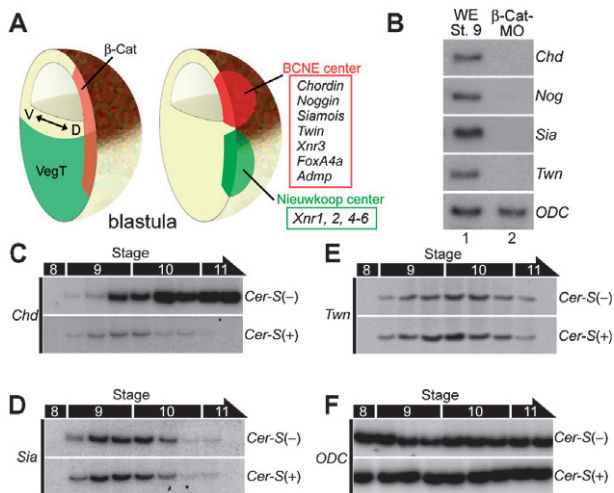 A
β-Cat
V
D
VegT
blastula
BCNE center
Chordin
Noggin
Siamois
Twin
Xnr3
FoxA4a
Admp
Nieuwkoop center
Xnr1, 2, 4-6
B
WE β-Cat-
St. 9 MO
Chd
Nog
Sia
Twn
ODC
1 2
C
Stage
8 9 10 11
Chd
Cer-S(–)
Cer-S(+)
E
Stage
8 9 10 11
Twn
Cer-S(–)
Cer-S(+)
D
Stage
8 9 10 11
Sia
Cer-S(–)
Cer-S(+)
F
Stage
8 9 10 11
ODC
Cer-S(–)
Cer-S(+)